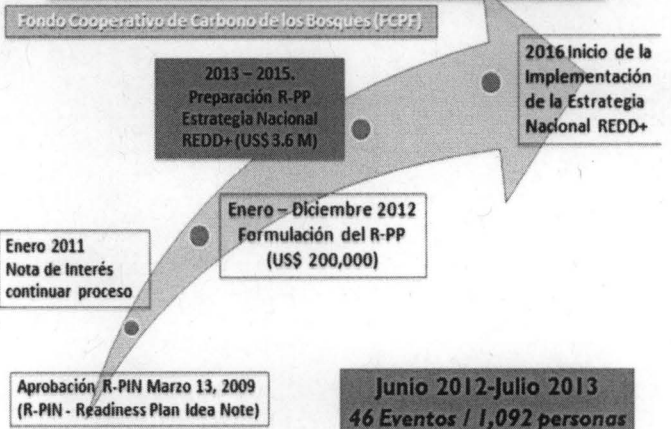 Fondo Cooperativo de Carbono de los Bosques (FCPF)
2016 Inicio de la
Implementación
de la Estrategia
Nacional REDD+
2013 – 2015.
Preparación R-PP
Estrategia Nacional
REDD+ (US$ 3.6 M)
Enero – Diciembre 2012
Formulación del R-PP
(US$ 200,000)
Enero 2011
Nota de Interés
continuar proceso
Aprobación R-PIN Marzo 13, 2009
(R-PIN - Readiness Plan Idea Note)
Junio 2012-Julio 2013
46 Eventos / 1,092 personas